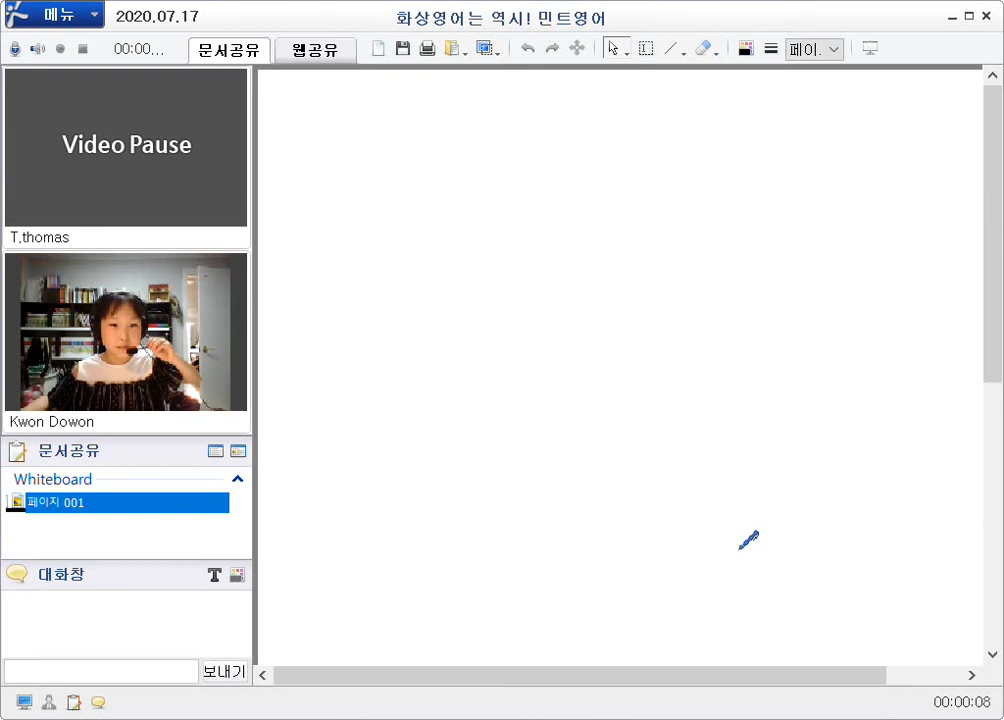 메뉴 2020.07.17 화상영어는 역시! 민트영어
00:00... 문서공유 웹공유 페이.
Video Pause
T.thomas
Kwon Dowon
문서공유
Whiteboard
페이지 001
대화창 T
보내기
00:00:08